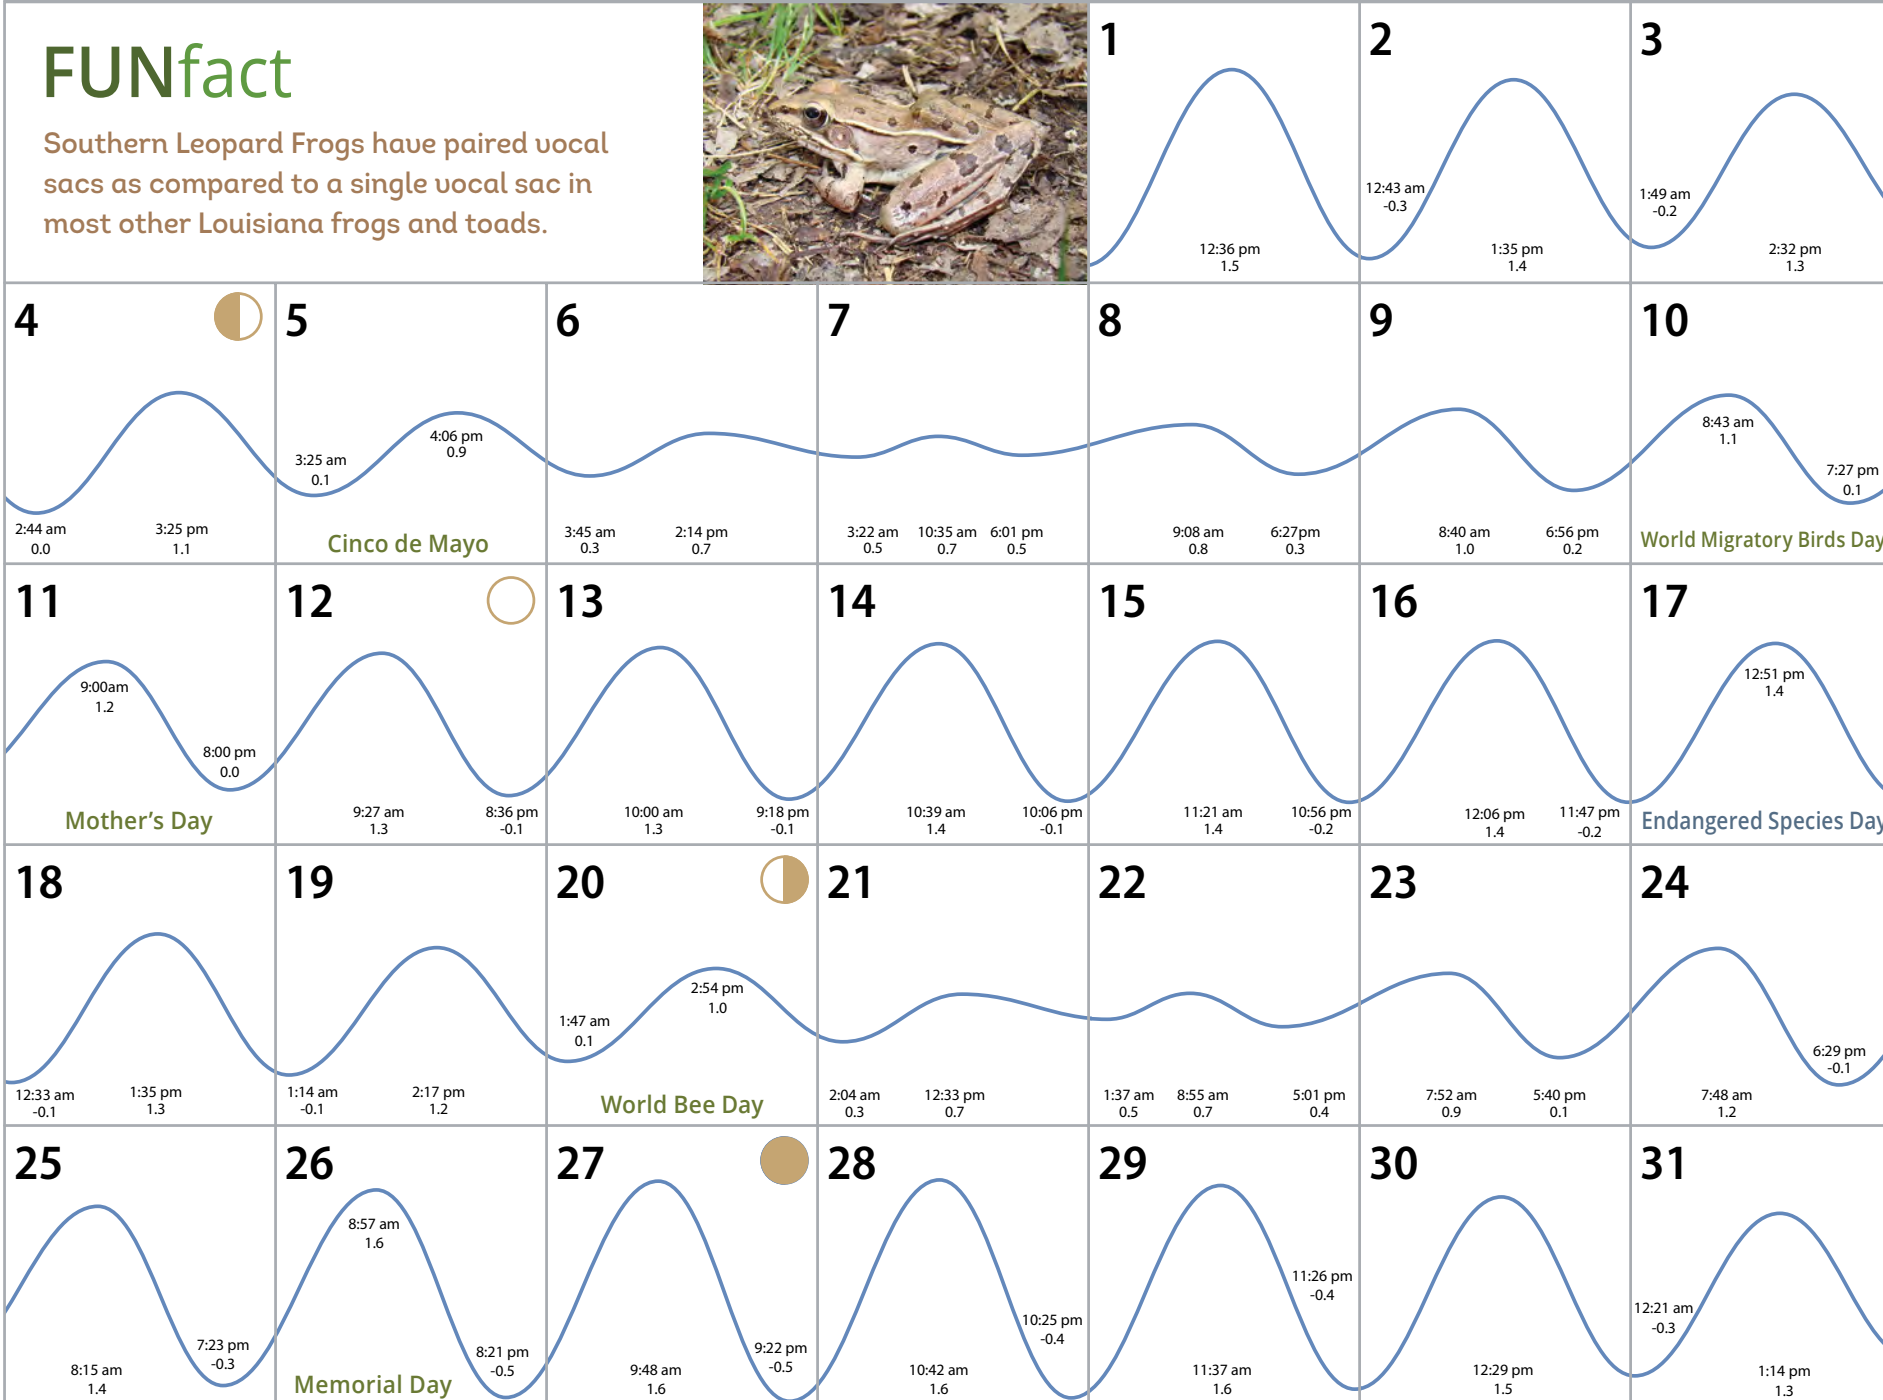 FUNfact
Southern Leopard Frogs have paired vocal
sacs as compared to a single vocal sac in
most other Louisiana frogs and toads.
1
12:36 pm
1.5
2
12:43 am
-0.3
1:35 pm
1.4
3
1:49 am
-0.2
2:32 pm
1.3
4
2:44 am
0.0
3:25 pm
1.1
5
3:25 am
0.1
4:06 pm
0.9
Cinco de Mayo
6
3:45 am
0.3
2:14 pm
0.7
7
3:22 am
0.5
10:35 am
0.7
6:01 pm
0.5
8
9:08 am
0.8
6:27pm
0.3
9
8:40 am
1.0
6:56 pm
0.2
10
8:43 am
1.1
7:27 pm
0.1
World Migratory Birds Day
11
9:00am
1.2
8:00 pm
0.0
Mother's Day
12
9:27 am
1.3
8:36 pm
-0.1
13
10:00 am
1.3
9:18 pm
-0.1
14
10:39 am
1.4
10:06 pm
-0.1
15
11:21 am
1.4
10:56 pm
-0.2
16
12:06 pm
1.4
11:47 pm
-0.2
17
12:51 pm
1.4
Endangered Species Day
18
12:33 am
-0.1
1:35 pm
1.3
19
1:14 am
-0.1
2:17 pm
1.2
20
1:47 am
0.1
2:54 pm
1.0
World Bee Day
21
2:04 am
0.3
12:33 pm
0.7
22
1:37 am
0.5
8:55 am
0.7
5:01 pm
0.4
23
7:52 am
0.9
5:40 pm
0.1
24
7:48 am
1.2
6:29 pm
-0.1
25
8:15 am
1.4
7:23 pm
-0.3
26
8:57 am
1.6
8:21 pm
-0.5
Memorial Day
27
9:48 am
1.6
9:22 pm
-0.5
28
10:42 am
1.6
10:25 pm
-0.4
29
11:37 am
1.6
11:26 pm
-0.4
30
12:29 pm
1.5
31
12:21 am
-0.3
1:14 pm
1.3